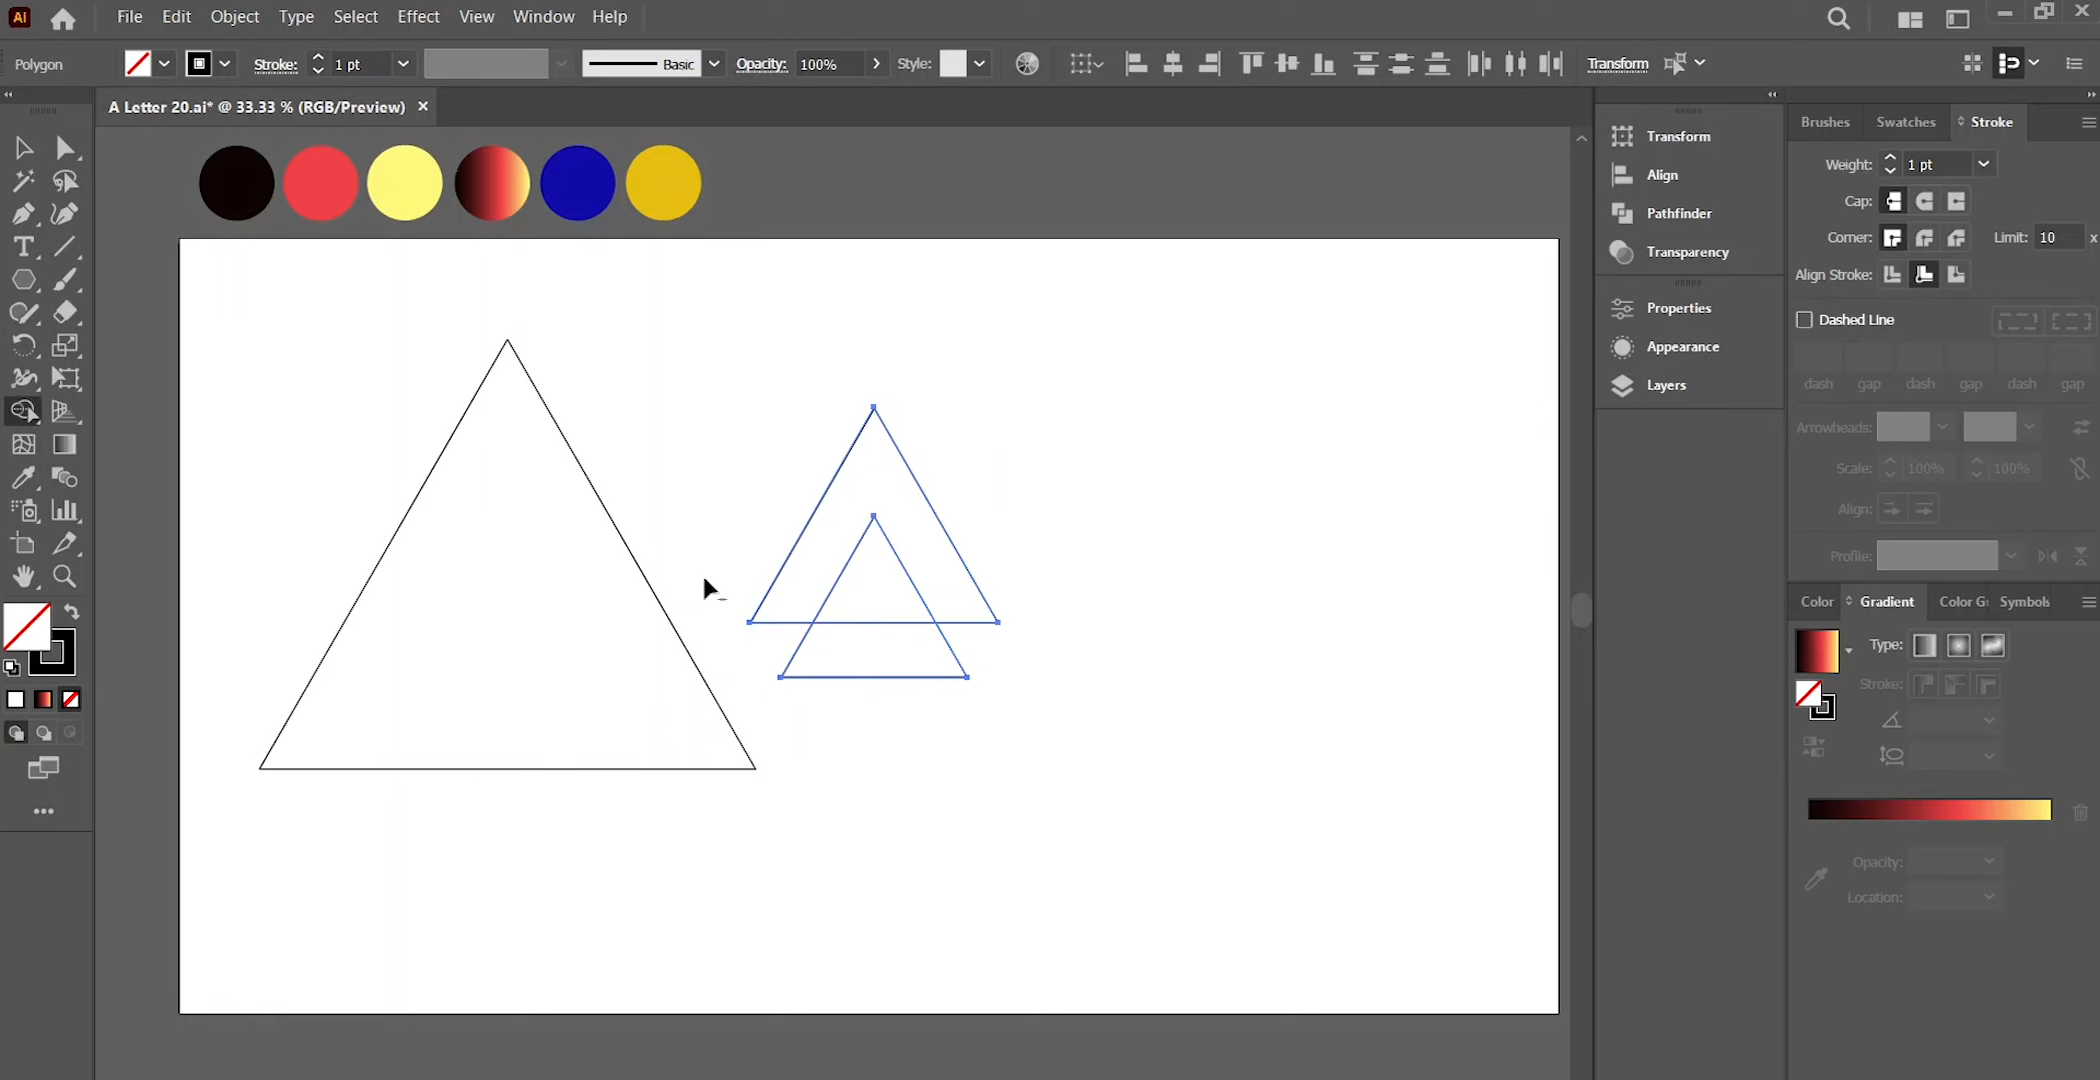 Ai File Edit Object Type Select Effect View Window Help
Polygon Stroke: 1 pt Basic Opacity: 100% Style: Transform
A Letter 20.ai* @ 33.33 % (RGB/Preview) ×
Brushes Swatches Stroke
Transform
Align
Pathfinder
Transparency
Properties
Appearance
Layers
Weight: 1 pt
Cap:
Corner: Limit: 10 x
Align Stroke:
Dashed Line
dash gap dash gap dash gap
Arrowheads:
Scale: 100% 100%
Align:
Profile:
Color Gradient Color Gu Symbols
Type:
Stroke:
Opacity:
Location: